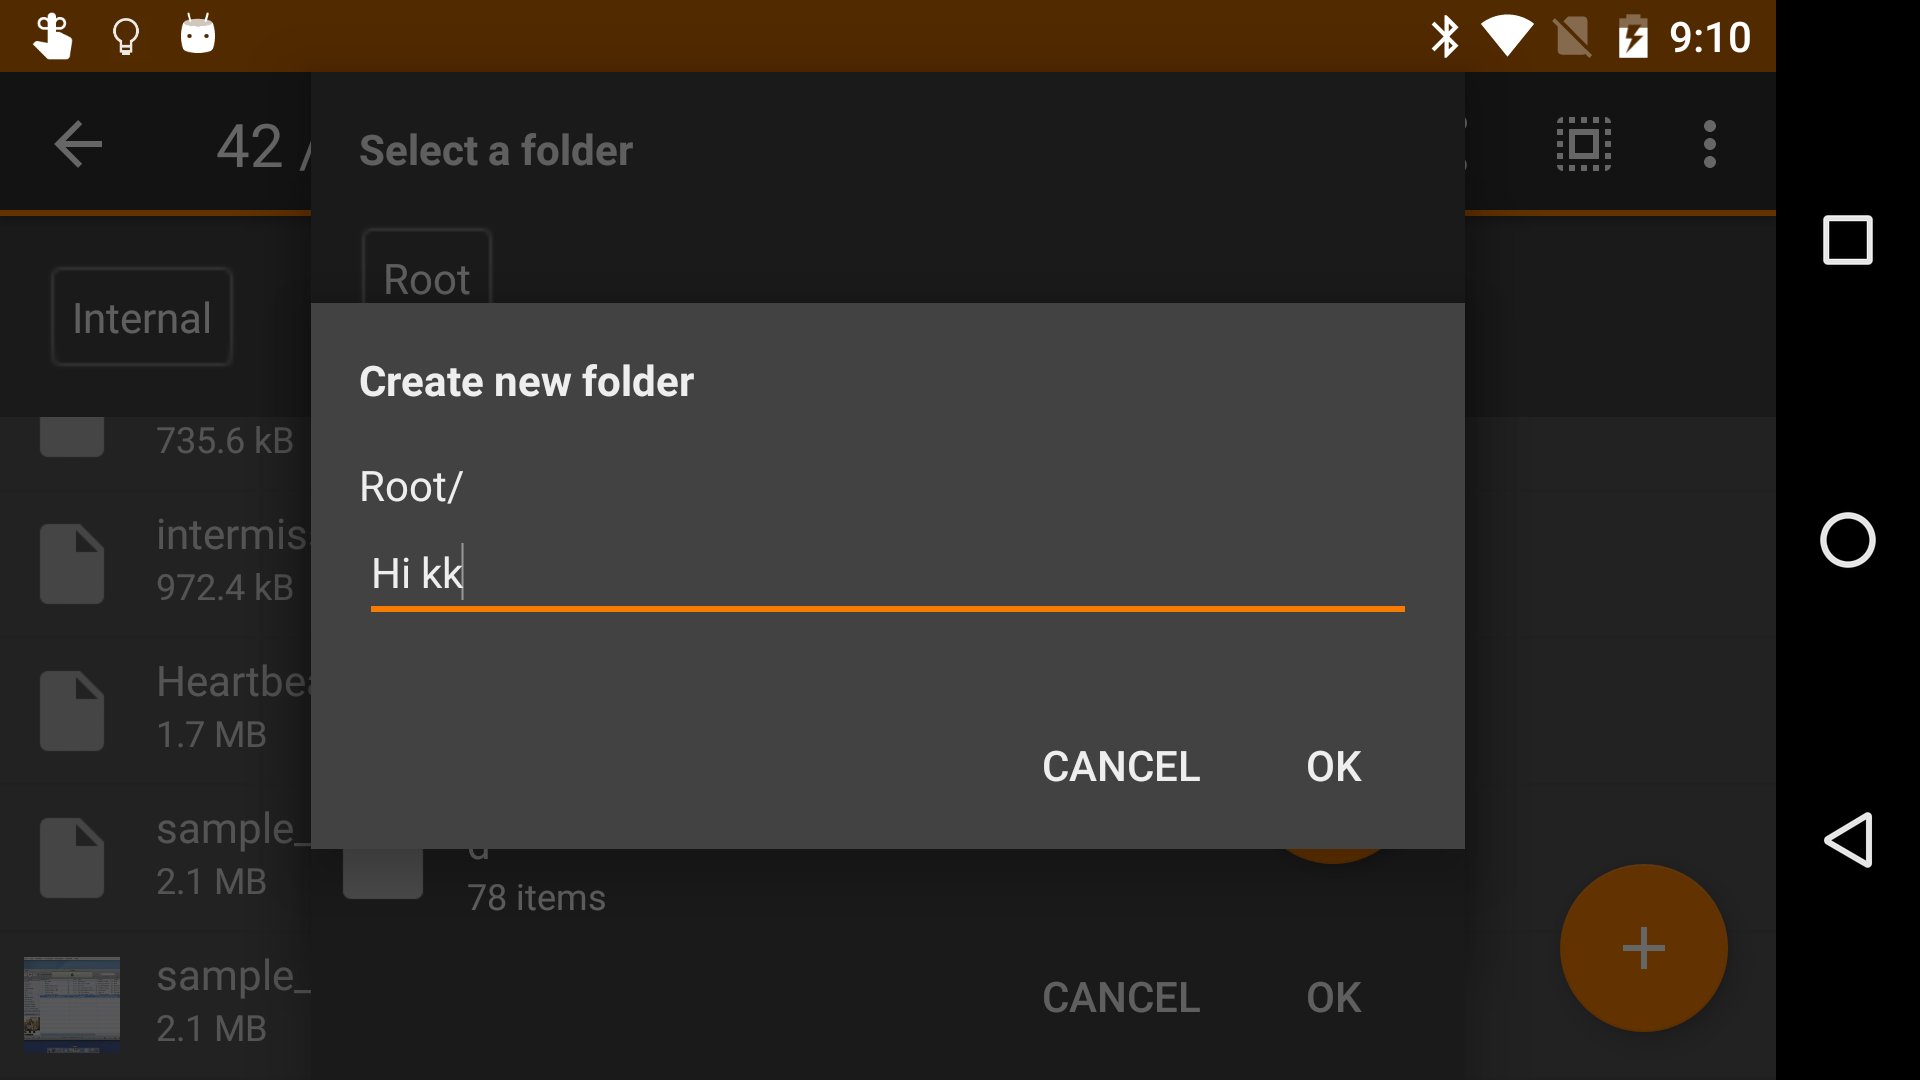 9:10
42 /
Select a folder
Root
Internal
Create new folder
Root/
Hi kk
CANCEL
OK
735.6 kB
intermis
972.4 kB
Heartbea
1.7 MB
sample_
2.1 MB
78 items
sample_
2.1 MB
CANCEL
OK